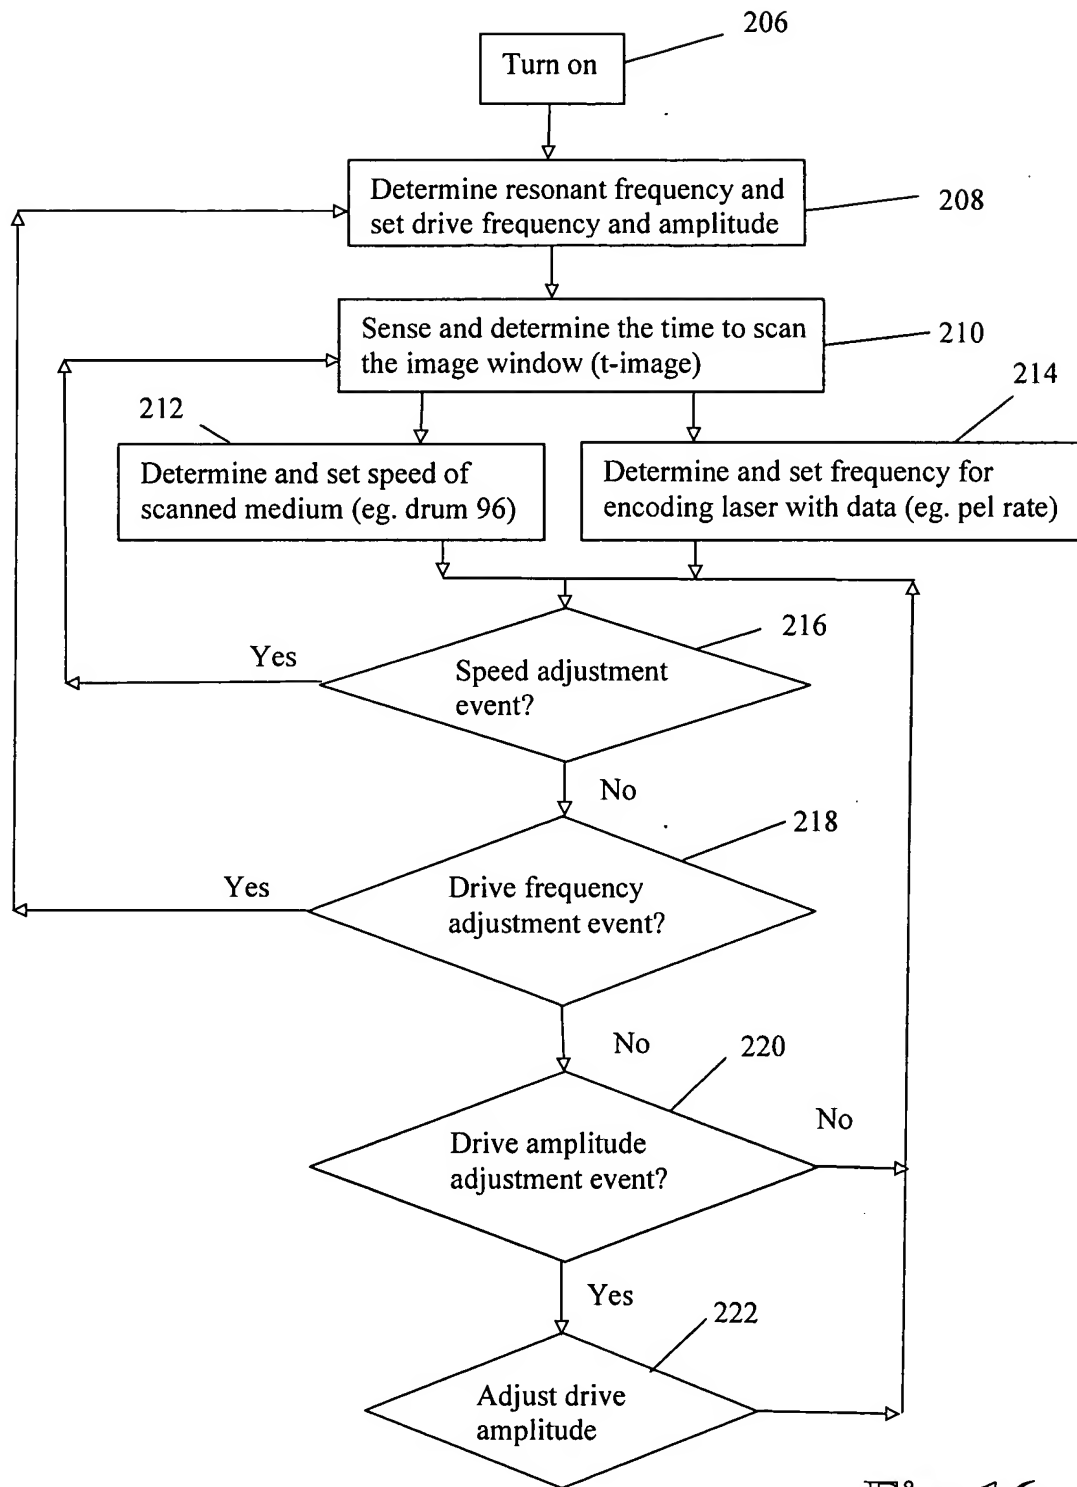 206
Turn on
Determine resonant frequency and
set drive frequency and amplitude
208
Sense and determine the time to scan
the image window (t-image)
210
212
214
Determine and set speed of
scanned medium (eg. drum 96)
Determine and set frequency for
encoding laser with data (eg. pel rate)
216
Yes
Speed adjustment
event?
No
218
Yes
Drive frequency
adjustment event?
No
220
Drive amplitude
adjustment event?
No
Yes
222
Adjust drive
amplitude